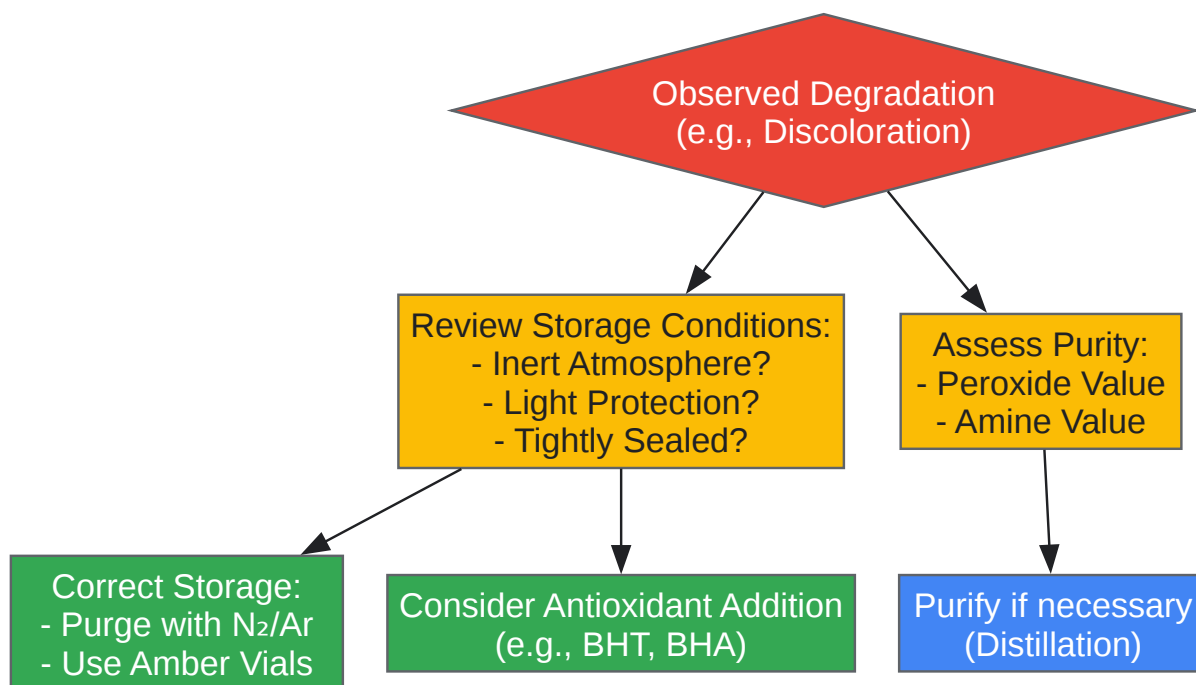 Observed Degradation
(e.g., Discoloration)
Review Storage Conditions:
- Inert Atmosphere?
- Light Protection?
- Tightly Sealed?
Assess Purity:
- Peroxide Value
- Amine Value
Correct Storage:
- Purge with N₂/Ar
- Use Amber Vials
Consider Antioxidant Addition
(e.g., BHT, BHA)
Purify if necessary
(Distillation)